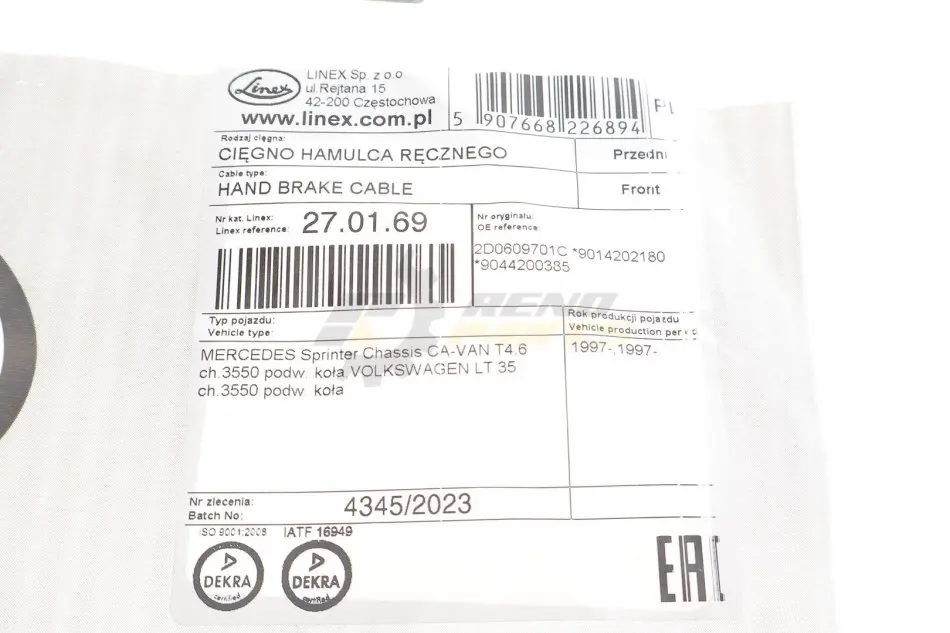 Linex
LINEX Sp. z o.o.
ul.Rejtana 15
42-200 Częstochowa
www.linex.com.pl
5 907668 226894
Rodzaj cięgna:
CIĘGNO HAMULCA RĘCZNEGO
Przedni
Cable type:
HAND BRAKE CABLE
Front
Nr kat. Linex:
Linex reference:
27.01.69
Nr oryginału:
OE reference:
2D0609701C *9014202180
*9044200385
RENO
Typ pojazdu:
Vehicle type:
Rok produkcji pojazdu
Vehicle production per
MERCEDES Sprinter Chassis CA-VAN T4.6
ch.3550 podw. koła,VOLKSWAGEN LT 35
ch.3550 podw. koła
1997-,1997-
Nr zlecenia:
Batch No:
4345/2023
ISO 9001:2008
IATF 16949
DEKRA
certified
DEKRA
certified
EAC